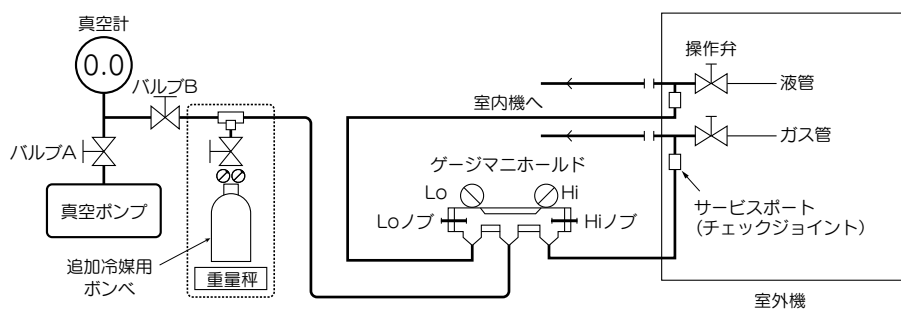 真空計
0.0
バルブB
バルブA
真空ポンプ
追加冷媒用
ボンベ
重量秤
室内機へ
操作弁
液管
ガス管
ゲージマニホールド
Lo
Hi
Loノブ
Hiノブ
サービスポート
(チェックジョイント)
室外機